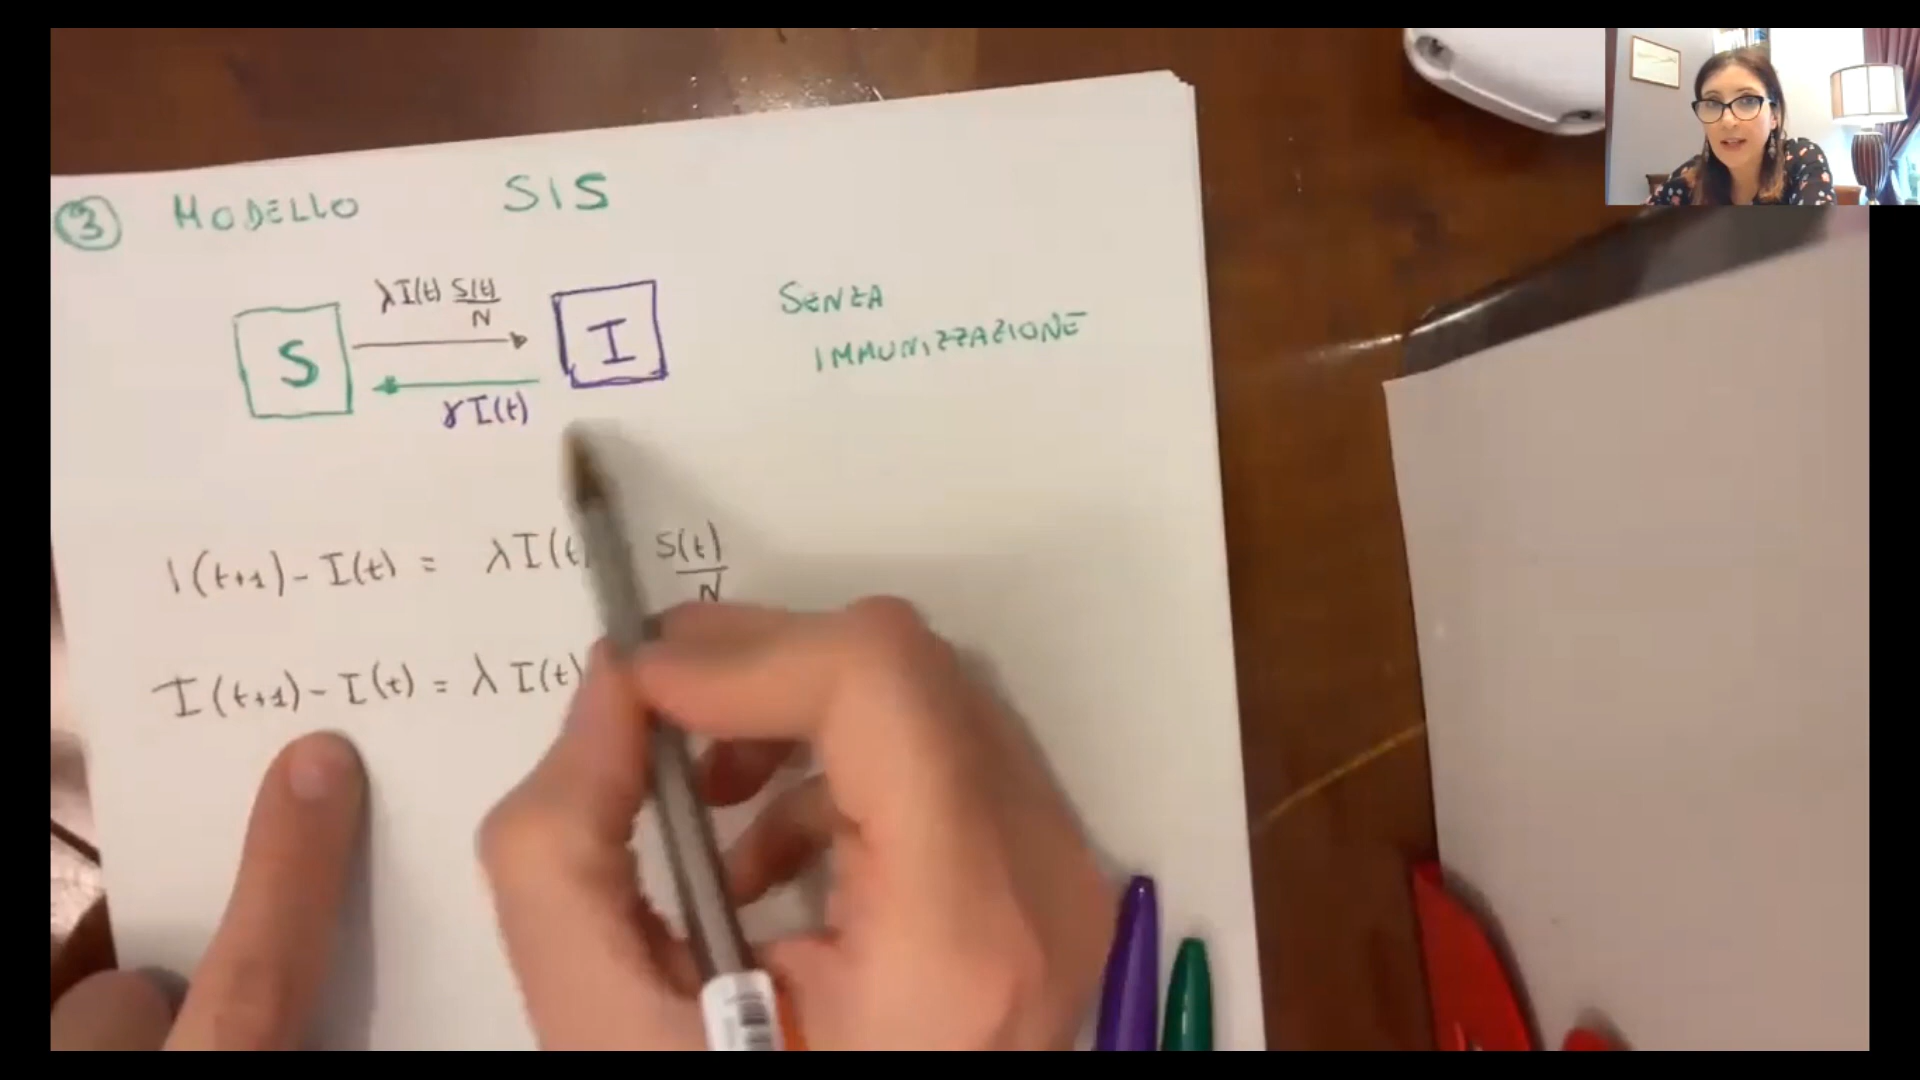 3 MODELLO SIS
λI(t) S(t)/N
S
I
γI(t)
SENZA
IMMUNIZZAZIONE
I(t+1) - I(t) = λI(t S(t)/N
I(t+1) - I(t) = λ I(t)